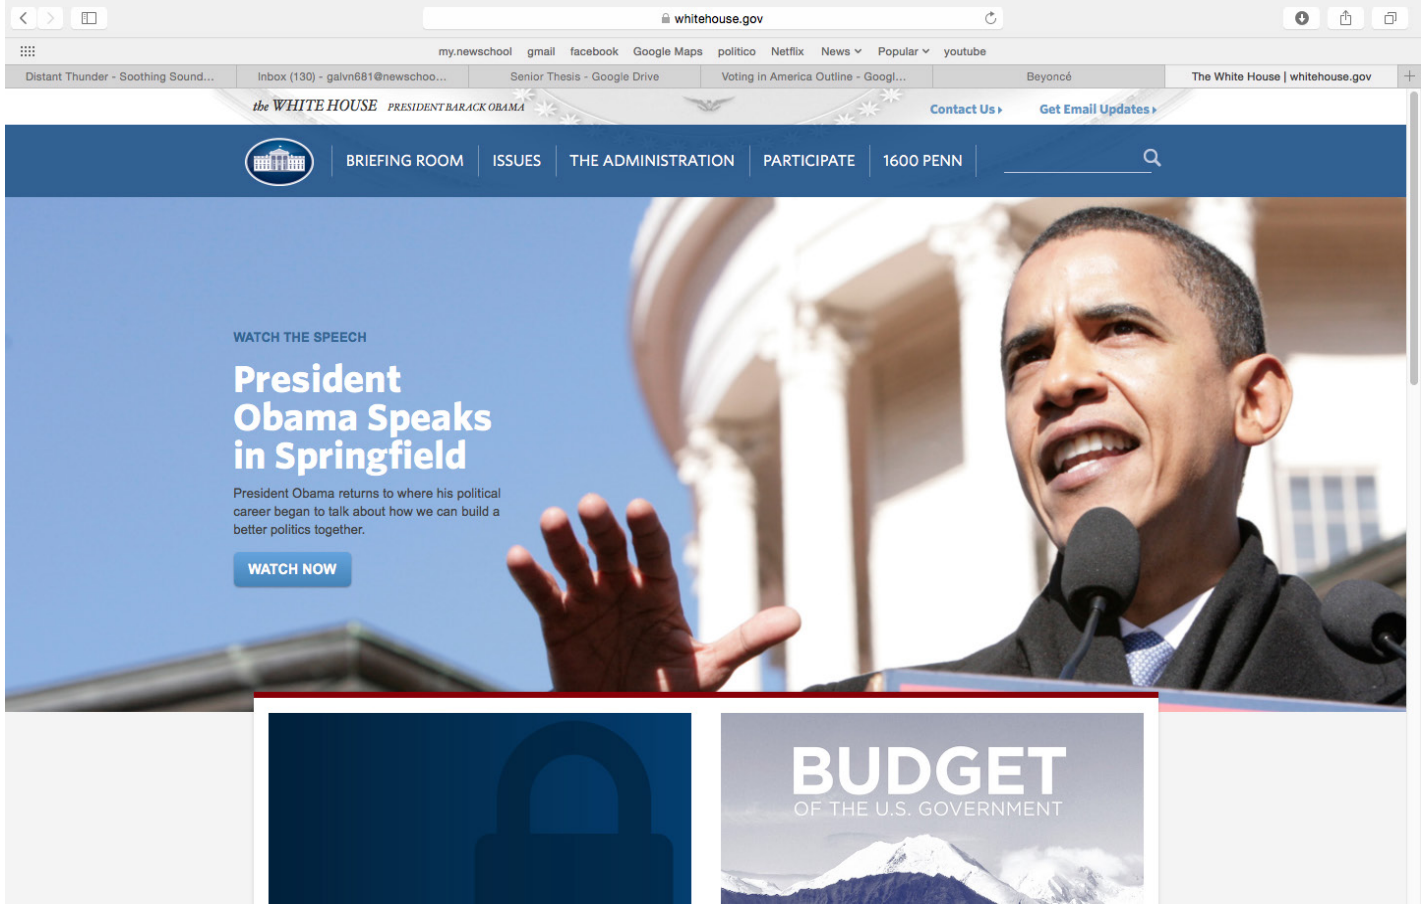 whitehouse.gov
my.newschool gmail facebook Google Maps politico Netflix News Popular youtube
Distant Thunder - Soothing Sound... Inbox (130) - galvn681@newschoo... Senior Thesis - Google Drive Voting in America Outline - Googl... Beyoncé The White House | whitehouse.gov
the WHITE HOUSE PRESIDENT BARACK OBAMA Contact Us Get Email Updates
BRIEFING ROOM ISSUES THE ADMINISTRATION PARTICIPATE 1600 PENN
WATCH THE SPEECH
President
Obama Speaks
in Springfield
President Obama returns to where his political
career began to talk about how we can build a
better politics together.
WATCH NOW
BUDGET
OF THE U.S. GOVERNMENT